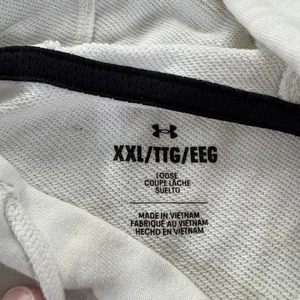 XXL/TTG/EEG
LOOSE
COUPE LÂCHE
SUELTO
MADE IN VIETNAM
FABRIQUÉ AU VIETNAM
HECHO EN VIETNAM